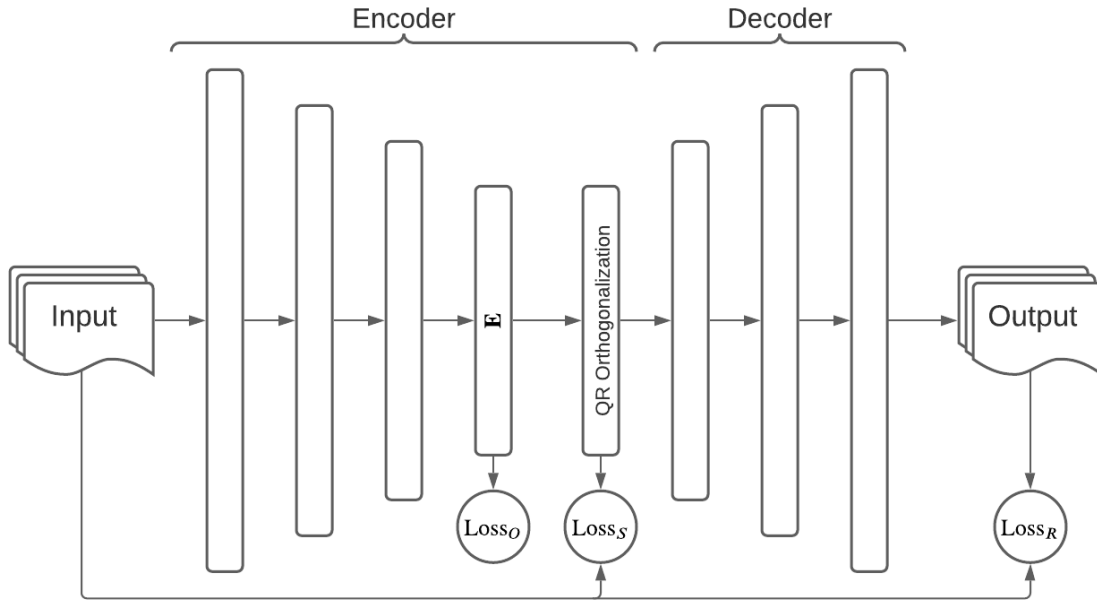 Encoder
Decoder
Input
E
QR Orthogonalization
Output
Loss_O
Loss_S
Loss_R